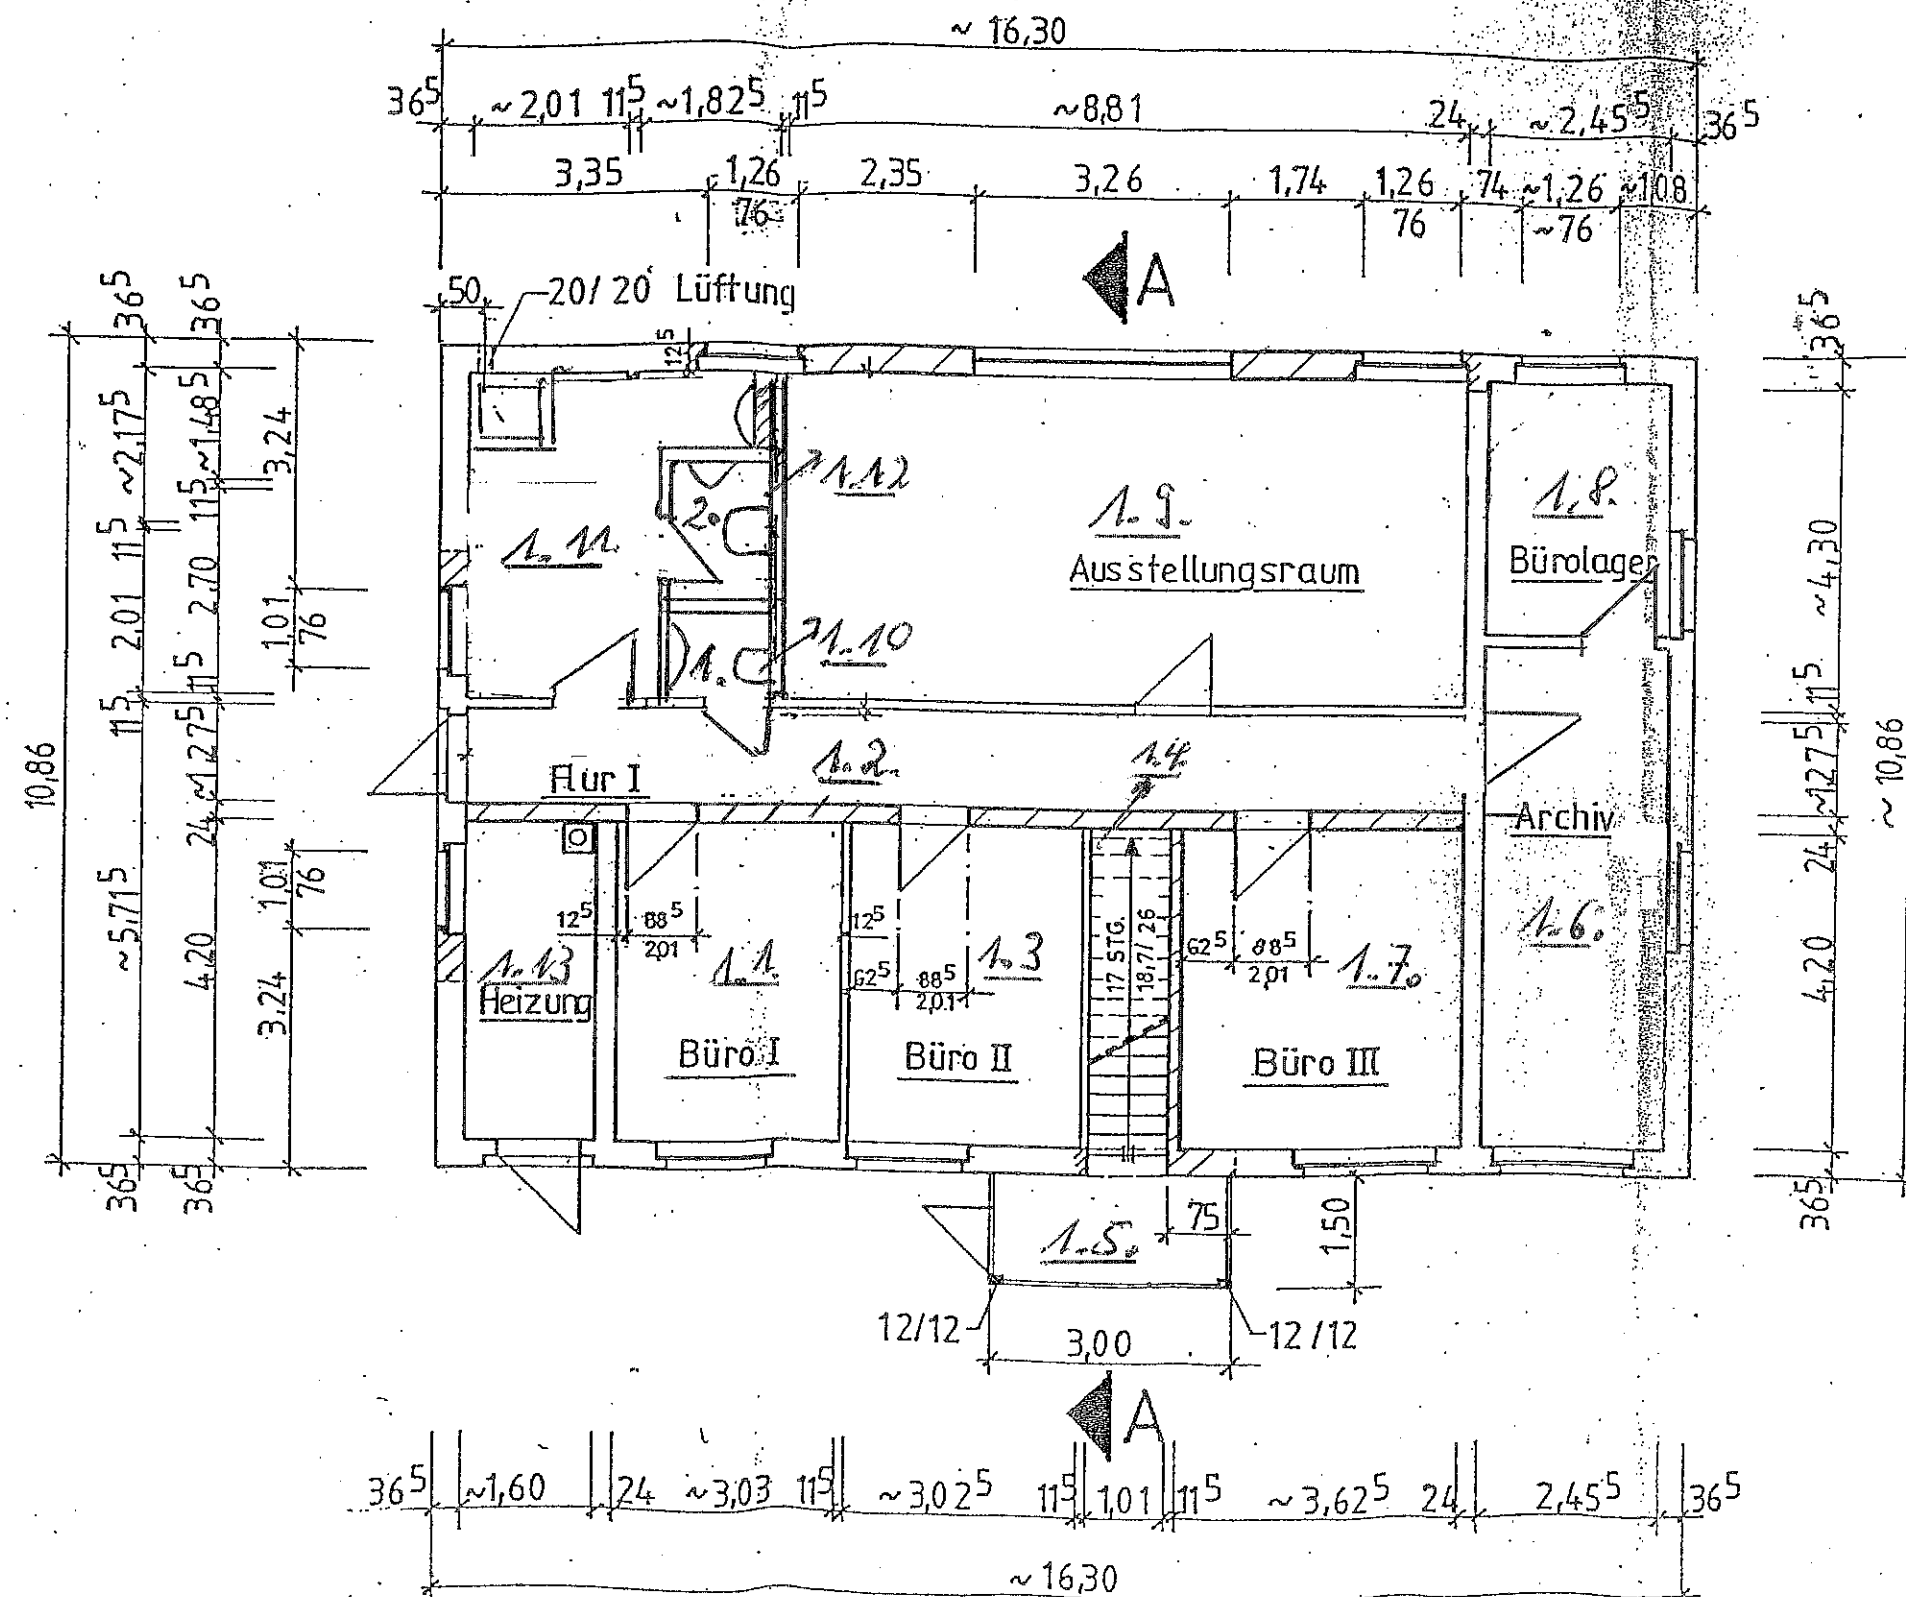 ~ 16,30
36⁵ ~2,01 11⁵ ~1,82⁵ 11⁵ ~8,81 24 ~2,45⁵ 36⁵
3,35 1,26 2,35 3,26 1,74 1,26 74 ~1,26 ~108
76 76 ~76
A
50 20/20 Lüftung
12⁵
36⁵ ~2,17⁵ 11⁵ 2,01 11⁵ ~5,71⁵ 36⁵
36⁵ ~1,48⁵ 11⁵ 2,70 11⁵ ~1,27⁵ 24 4,20 36⁵
3,24 1,01 76 1,01 76 3,24
10,86
1.12
2.
1.11.
1.9.
Ausstellungsraum
1.8.
Bürolager
1.10
1.
Flur I
1.2.
1.4.
Archiv
1.6.
12⁵ 88⁵ 2,01
12⁵
62⁵ 88⁵ 2,01
17 STG.
18,7/26
62⁵ 88⁵ 2,01
1.13
Heizung
1.1.
Büro I
1.3
Büro II
1.7.
Büro III
36⁵ ~4,30 11⁵ ~1,27⁵ 24 4,20 36⁵
~ 10,86
1.5.
75
1,50
12/12
12/12
3,00
A
36⁵ ~1,60 24 ~3,03 11⁵ ~3,02⁵ 11⁵ 1,01 11⁵ ~3,62⁵ 24 2,45⁵ 36⁵
~ 16,30